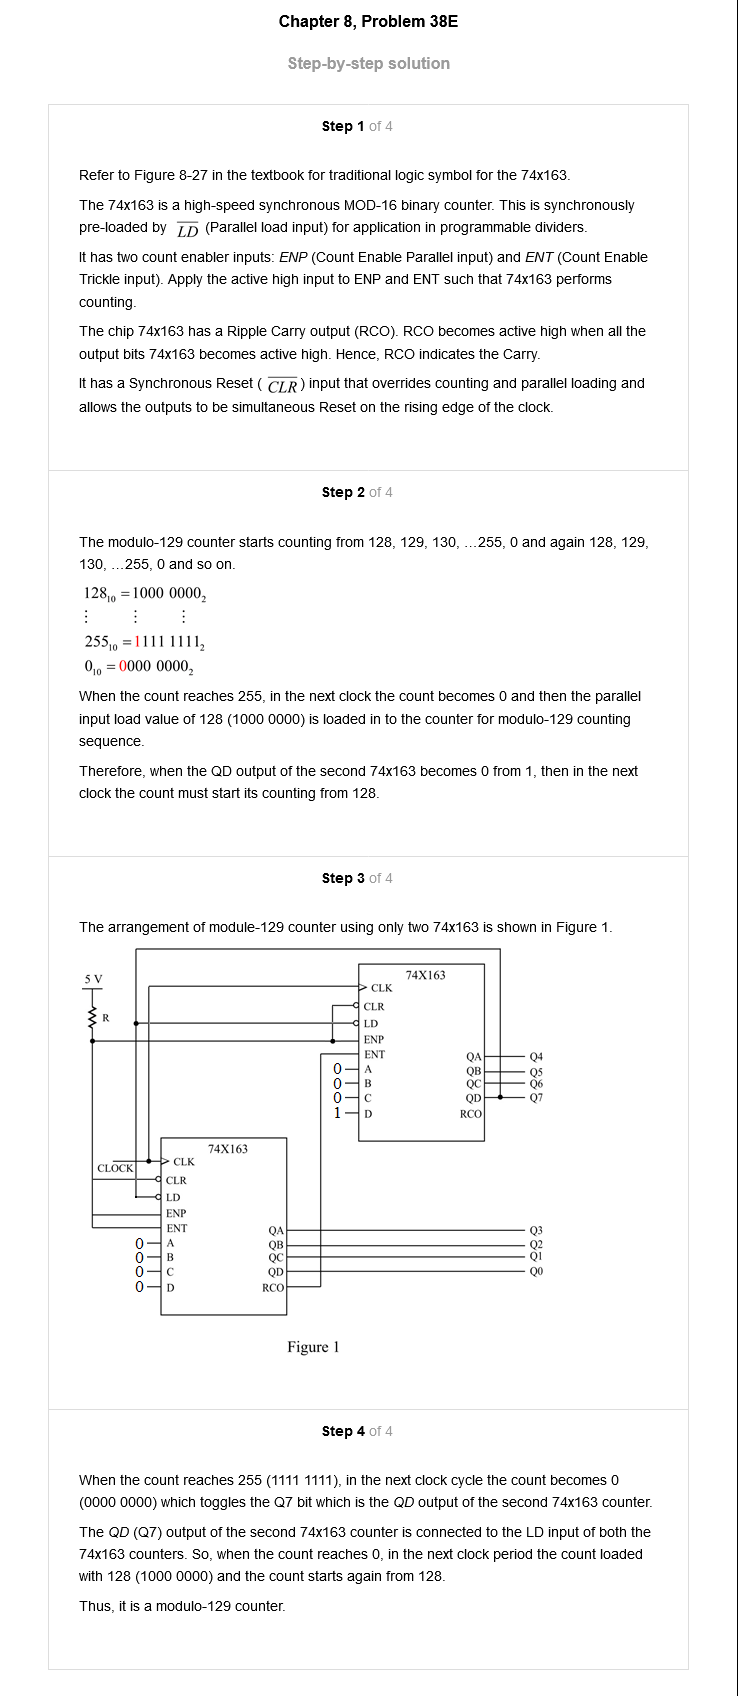 Chapter 8, Problem 38E
Step-by-step solution
Step 1 of 4
Refer to Figure 8-27 in the textbook for traditional logic symbol for the 74x163.
The 74x163 is a high-speed synchronous MOD-16 binary counter. This is synchronously
pre-loaded by L̅D̅ (Parallel load input) for application in programmable dividers.
It has two count enabler inputs: ENP (Count Enable Parallel input) and ENT (Count Enable
Trickle input). Apply the active high input to ENP and ENT such that 74x163 performs
counting.
The chip 74x163 has a Ripple Carry output (RCO). RCO becomes active high when all the
output bits 74x163 becomes active high. Hence, RCO indicates the Carry.
It has a Synchronous Reset ( C̅L̅R̅ ) input that overrides counting and parallel loading and
allows the outputs to be simultaneous Reset on the rising edge of the clock.
Step 2 of 4
The modulo-129 counter starts counting from 128, 129, 130, …255, 0 and again 128, 129,
130, …255, 0 and so on.
128₁₀ = 1000 0000₂
⋮ ⋮ ⋮
255₁₀ = 1111 1111₂
0₁₀ = 0000 0000₂
When the count reaches 255, in the next clock the count becomes 0 and then the parallel
input load value of 128 (1000 0000) is loaded in to the counter for modulo-129 counting
sequence.
Therefore, when the QD output of the second 74x163 becomes 0 from 1, then in the next
clock the count must start its counting from 128.
Step 3 of 4
The arrangement of module-129 counter using only two 74x163 is shown in Figure 1.
5 V
R
74X163
CLK
CLR
LD
ENP
ENT
0 A
0 B
0 C
1 D
QA Q4
QB Q5
QC Q6
QD Q7
RCO
CLOCK
74X163
CLK
CLR
LD
ENP
ENT
0 A
0 B
0 C
0 D
QA Q3
QB Q2
QC Q1
QD Q0
RCO
Figure 1
Step 4 of 4
When the count reaches 255 (1111 1111), in the next clock cycle the count becomes 0
(0000 0000) which toggles the Q7 bit which is the QD output of the second 74x163 counter.
The QD (Q7) output of the second 74x163 counter is connected to the LD input of both the
74x163 counters. So, when the count reaches 0, in the next clock period the count loaded
with 128 (1000 0000) and the count starts again from 128.
Thus, it is a modulo-129 counter.